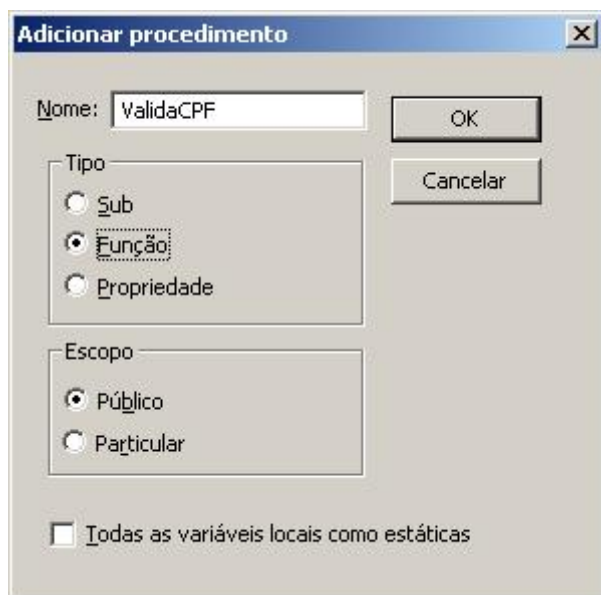 Adicionar procedimento
Nome: ValidaCPF
OK
Tipo
Cancelar
Sub
Função
Propriedade
Escopo
Público
Particular
Todas as variáveis locais como estáticas